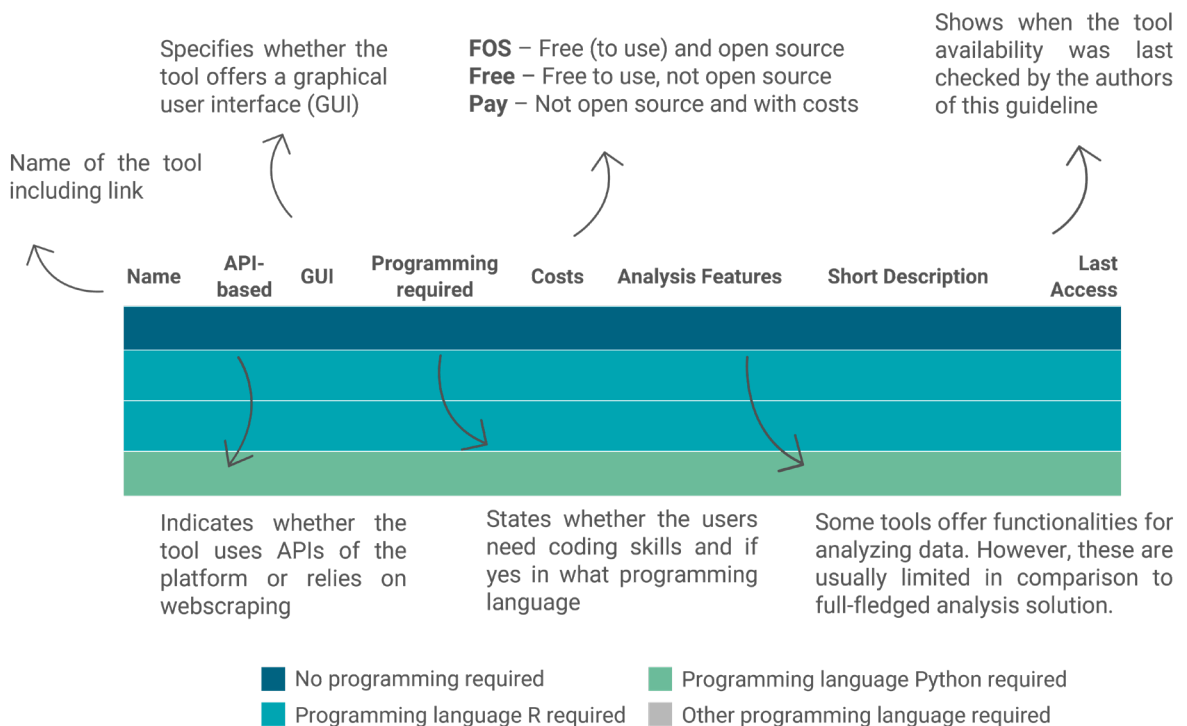 Specifies whether the
tool offers a graphical
user interface (GUI)
FOS – Free (to use) and open source
Free – Free to use, not open source
Pay – Not open source and with costs
Shows when the tool
availability was last
checked by the authors
of this guideline
Name of the tool
including link
Name
API-
based
GUI
Programming
required
Costs
Analysis Features
Short Description
Last
Access
Indicates whether the
tool uses APIs of the
platform or relies on
webscraping
States whether the users
need coding skills and if
yes in what programming
language
Some tools offer functionalities for
analyzing data. However, these are
usually limited in comparison to
full-fledged analysis solution.
No programming required
Programming language R required
Programming language Python required
Other programming language required